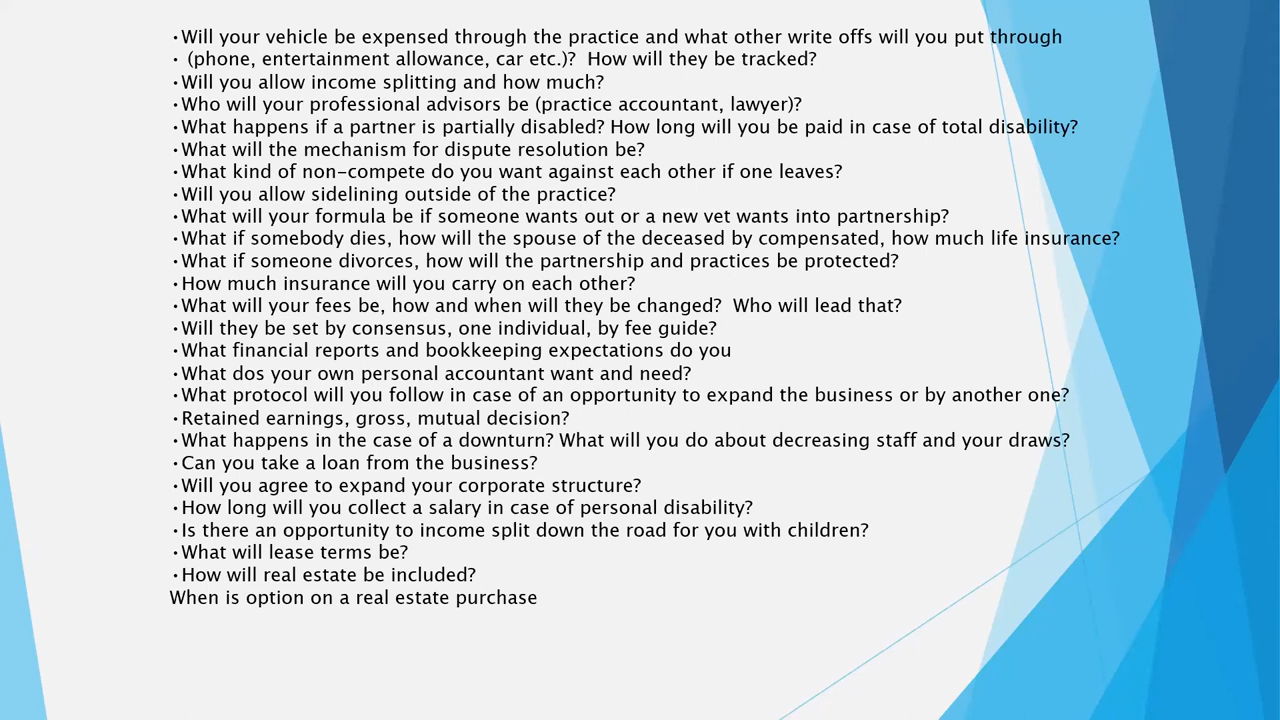 •Will your vehicle be expensed through the practice and what other write offs will you put through
• (phone, entertainment allowance, car etc.)?  How will they be tracked?
•Will you allow income splitting and how much?
•Who will your professional advisors be (practice accountant, lawyer)?
•What happens if a partner is partially disabled? How long will you be paid in case of total disability?
•What will the mechanism for dispute resolution be?
•What kind of non-compete do you want against each other if one leaves?
•Will you allow sidelining outside of the practice?
•What will your formula be if someone wants out or a new vet wants into partnership?
•What if somebody dies, how will the spouse of the deceased by compensated, how much life insurance?
•What if someone divorces, how will the partnership and practices be protected?
•How much insurance will you carry on each other?
•What will your fees be, how and when will they be changed?  Who will lead that?
•Will they be set by consensus, one individual, by fee guide?
•What financial reports and bookkeeping expectations do you
•What dos your own personal accountant want and need?
•What protocol will you follow in case of an opportunity to expand the business or by another one?
•Retained earnings, gross, mutual decision?
•What happens in the case of a downturn? What will you do about decreasing staff and your draws?
•Can you take a loan from the business?
•Will you agree to expand your corporate structure?
•How long will you collect a salary in case of personal disability?
•Is there an opportunity to income split down the road for you with children?
•What will lease terms be?
•How will real estate be included?
When is option on a real estate purchase